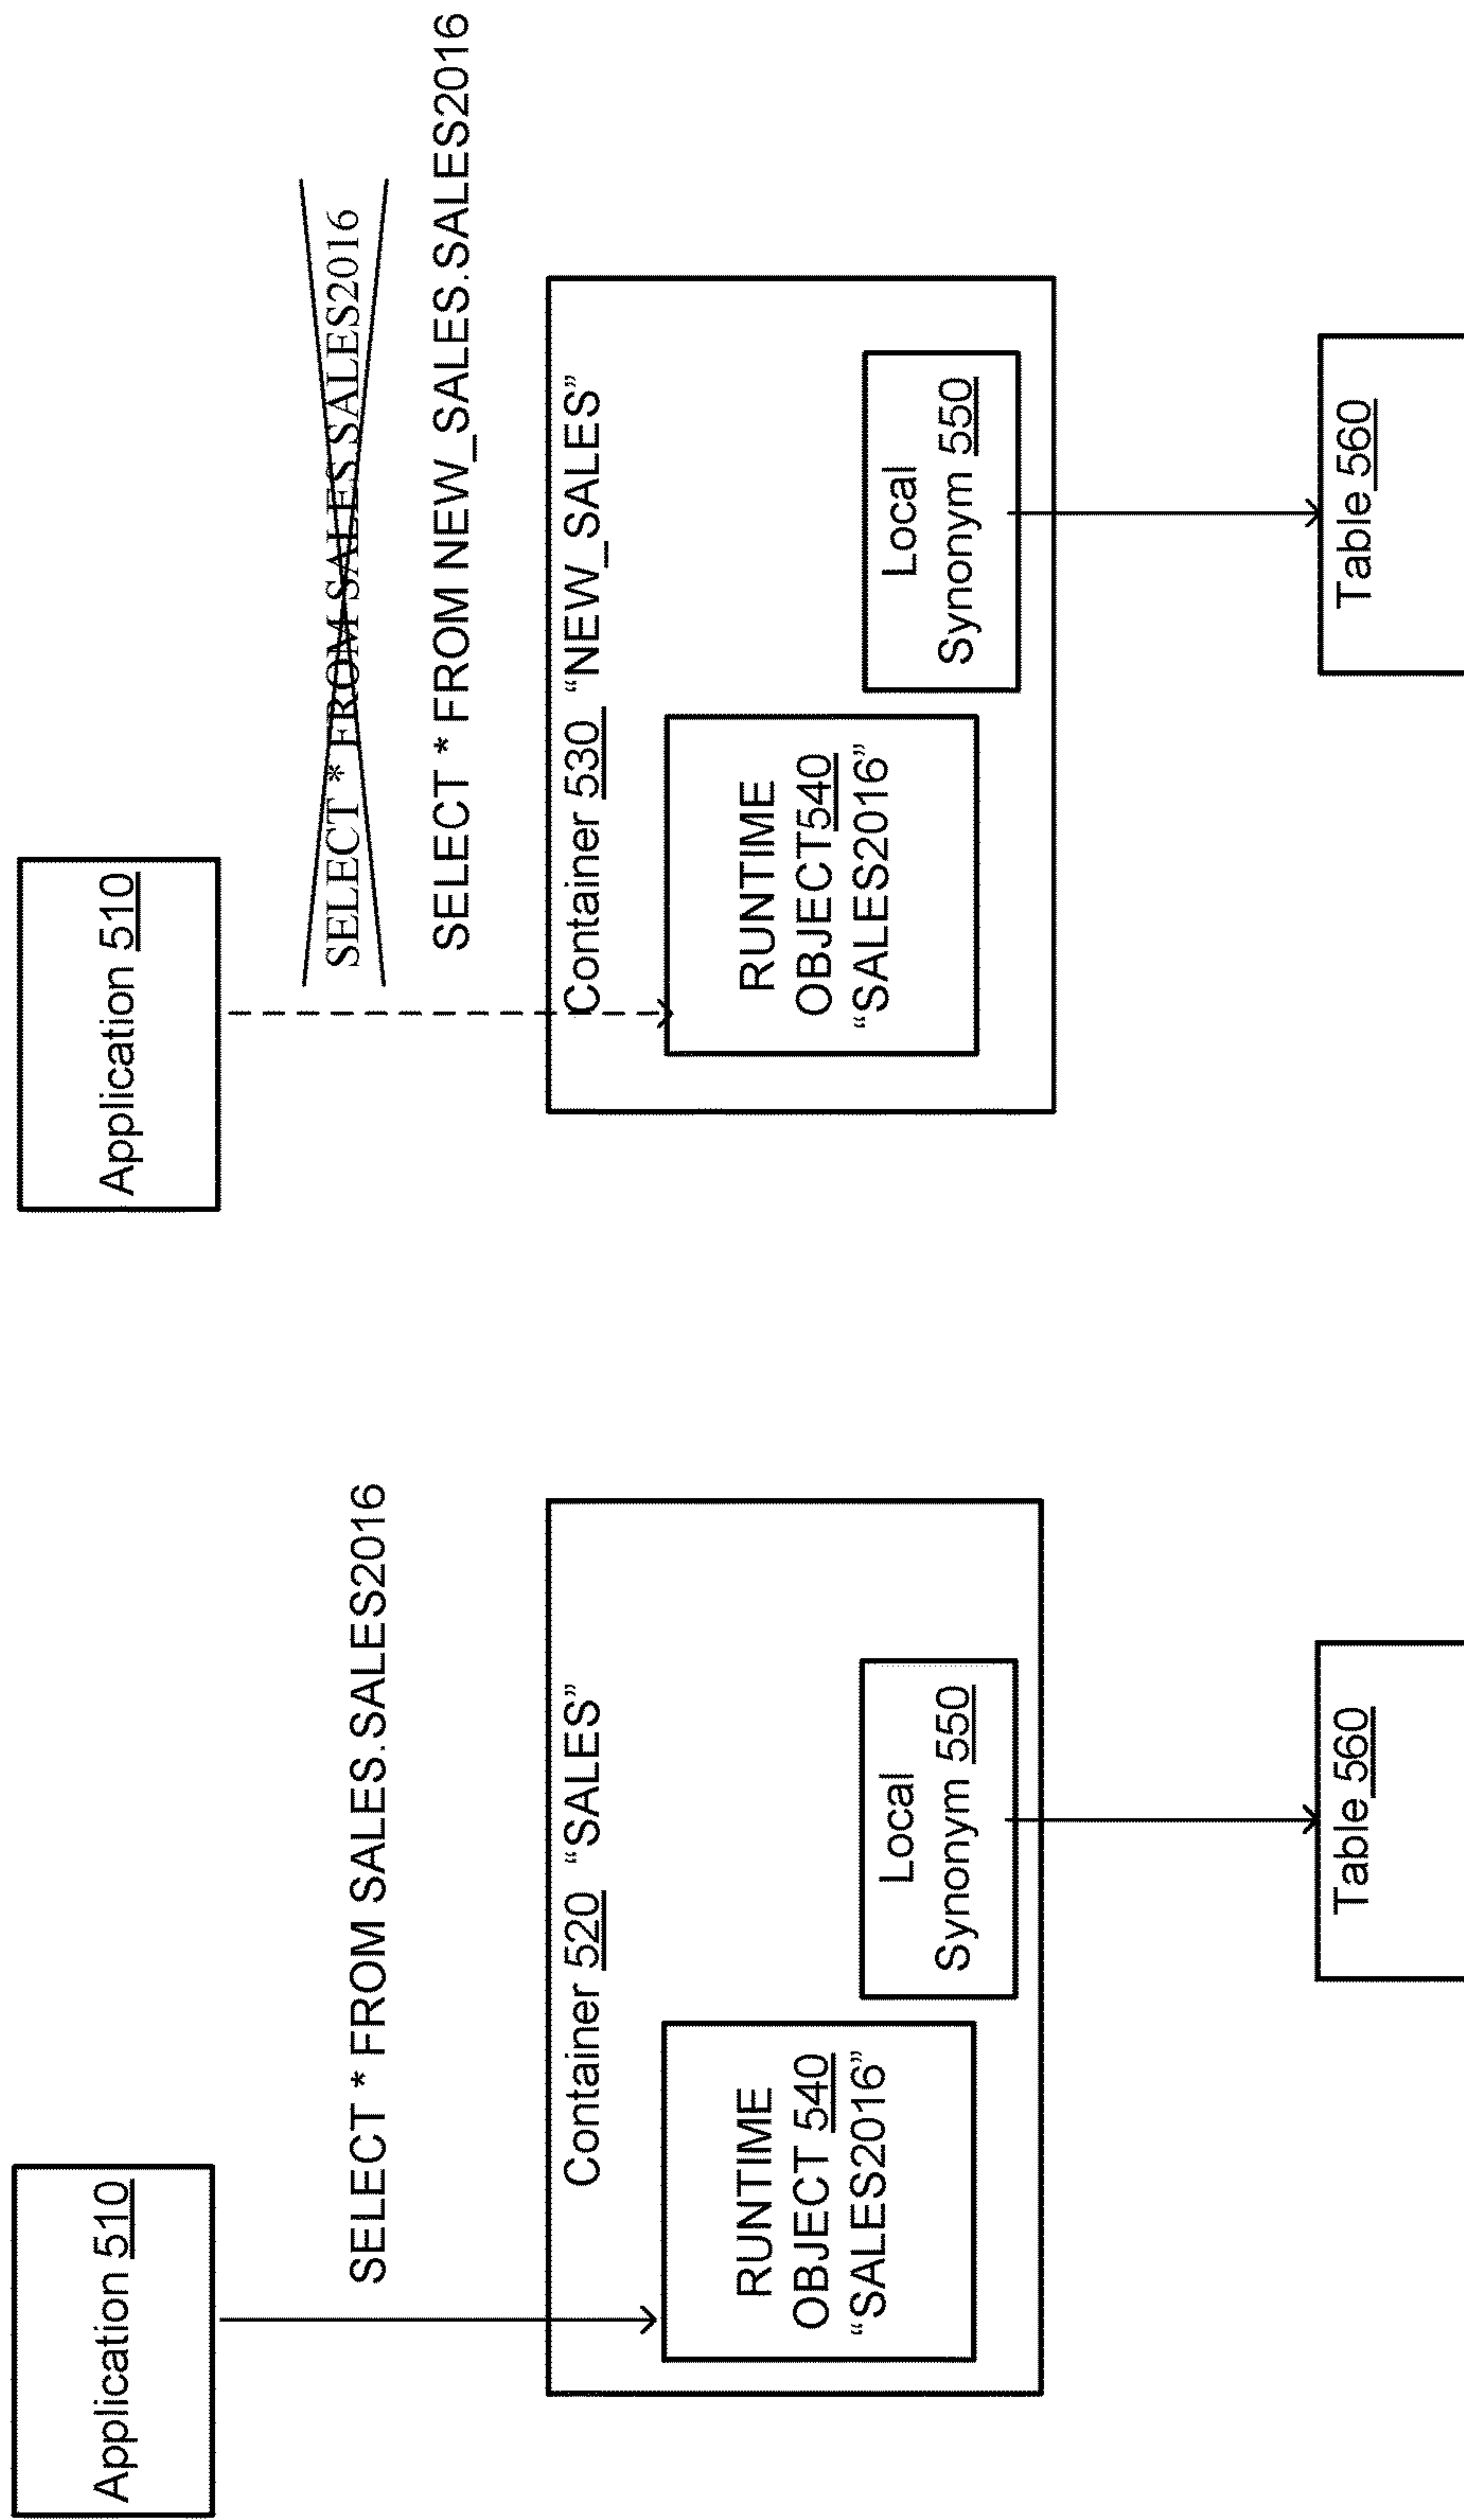 Application 510
SELECT * FROM SALES.SALES2016
Container 520 “SALES”
RUNTIME
OBJECT 540
“SALES2016”
Local
Synonym 550
Table 560
Application 510
SELECT * FROM SALES.SALES2016
SELECT * FROM NEW_SALES.SALES2016
Container 530 “NEW_SALES”
RUNTIME
OBJECT540
“SALES2016”
Local
Synonym 550
Table 560